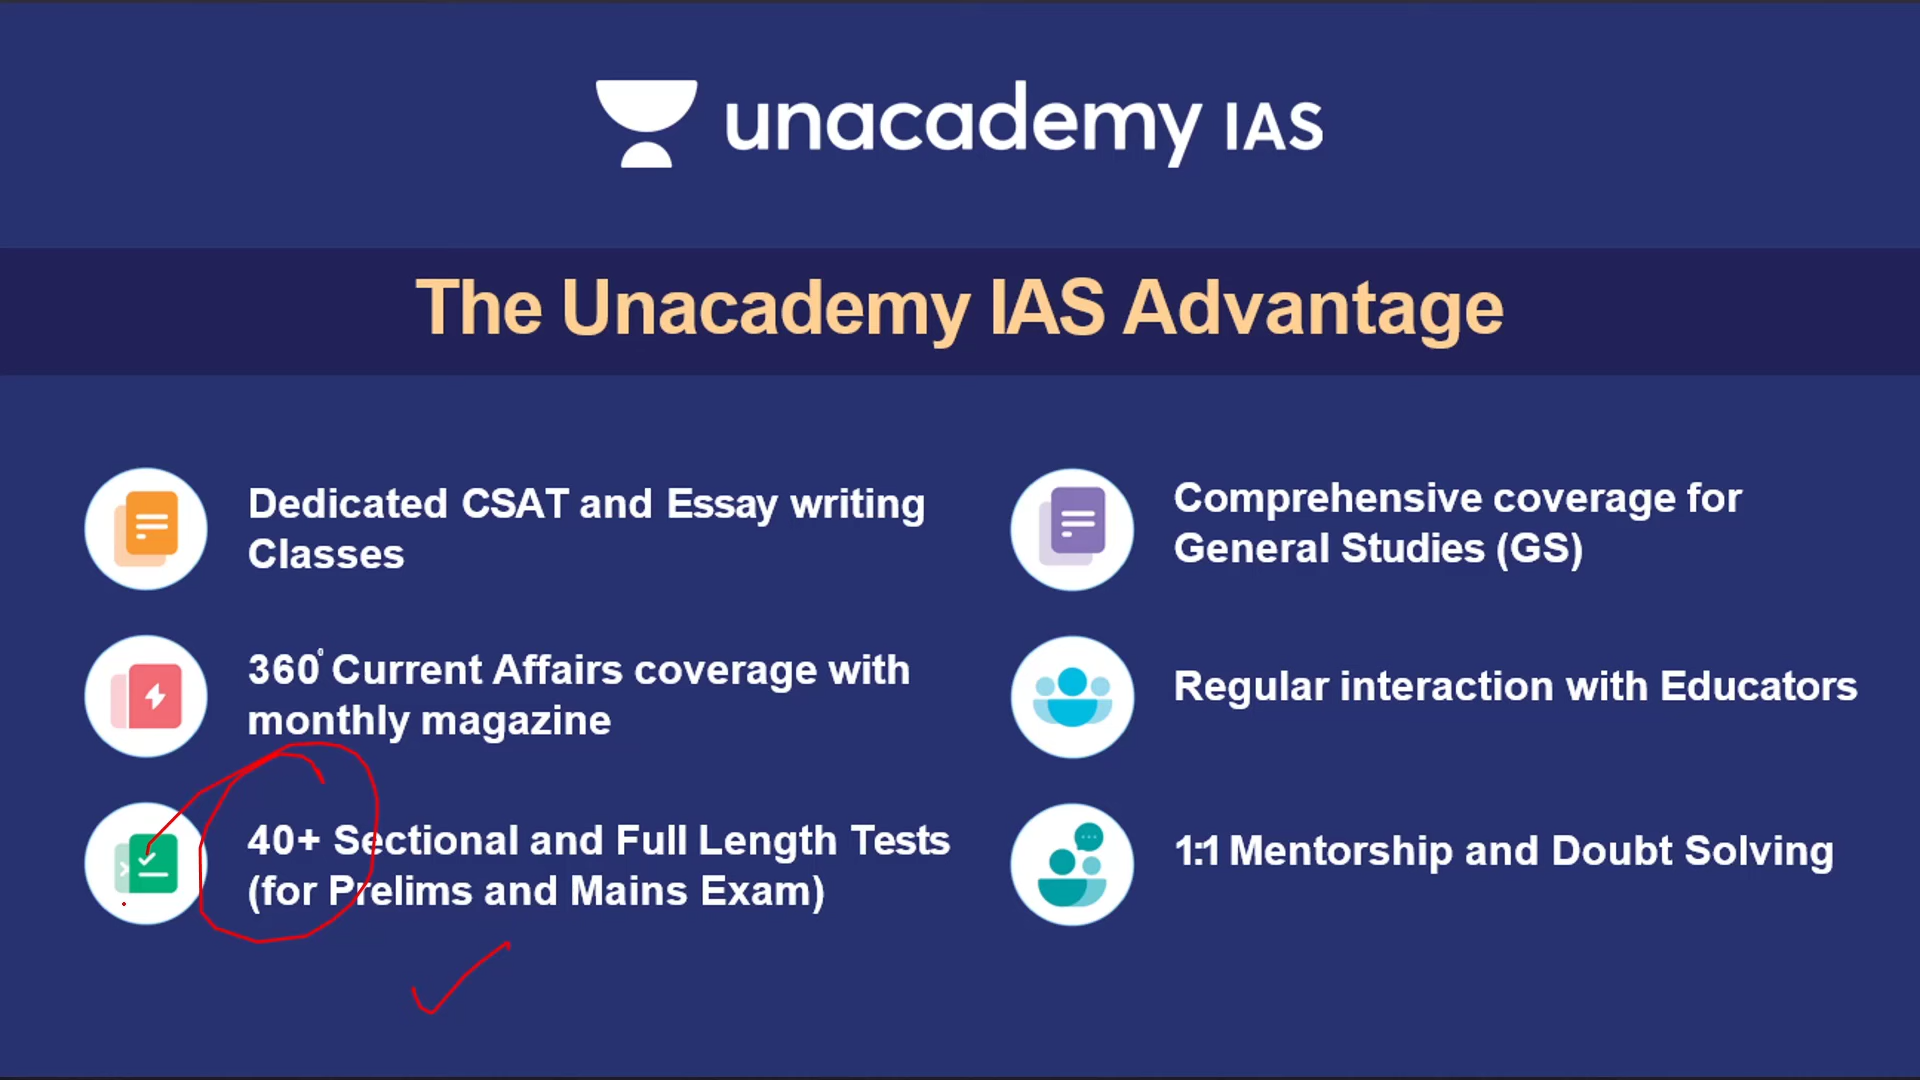 unacademy IAS
The Unacademy IAS Advantage
Dedicated CSAT and Essay writing
Classes
360° Current Affairs coverage with
monthly magazine
40+ Sectional and Full Length Tests
(for Prelims and Mains Exam)
Comprehensive coverage for
General Studies (GS)
Regular interaction with Educators
1:1 Mentorship and Doubt Solving